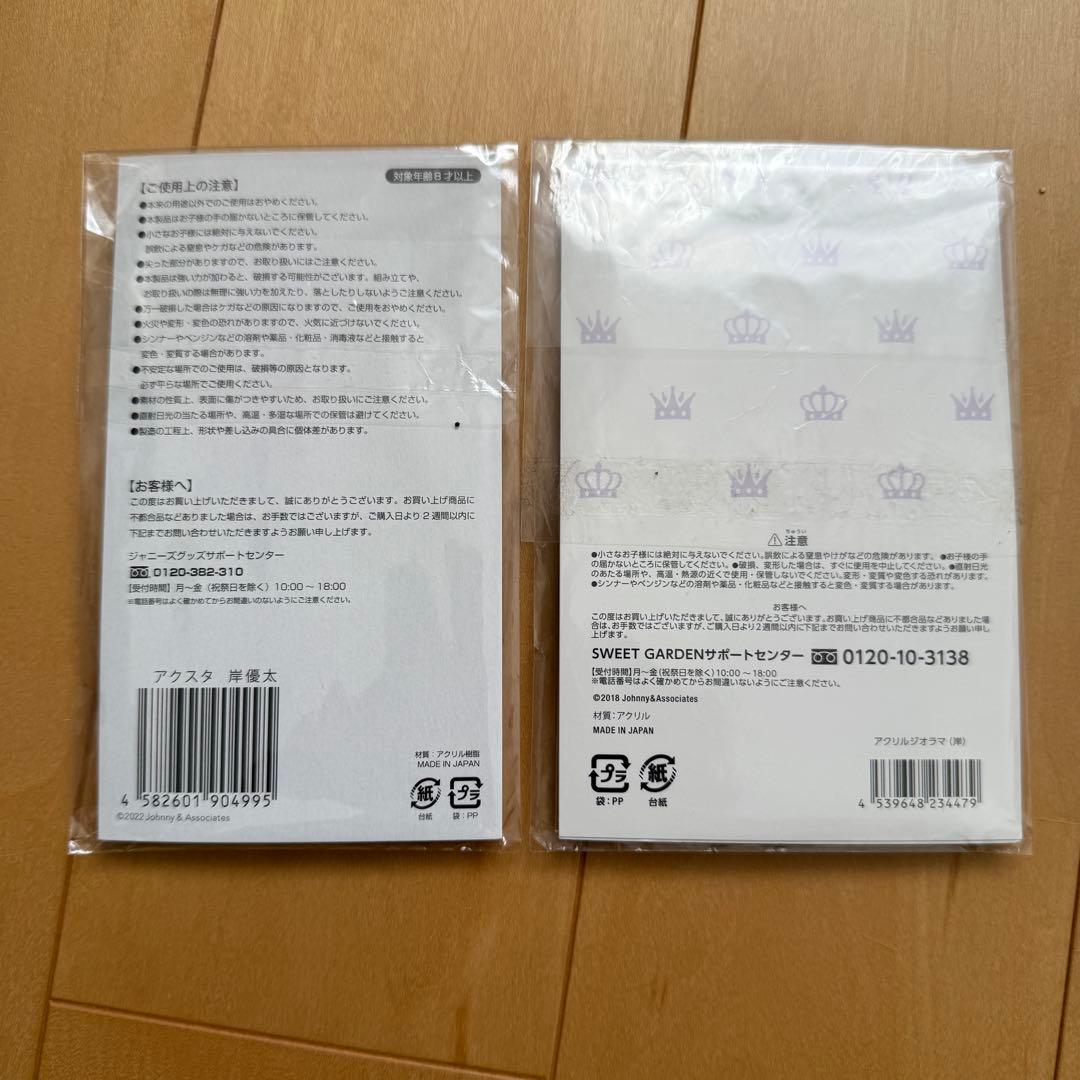 【ご使用上の注意】
対象年齢8才以上
●本来の用途以外でのご使用はおやめください。
●本製品はお子様の手の届かないところに保管してください。
●小さなお子様には絶対に与えないでください。
誤飲による窒息やケガなどの危険があります。
●尖った部分がありますので、お取り扱いにはご注意ください。
●本製品は強い力が加わると、破損する可能性がございます。組み立てや、
お取り扱いの際は無理に強い力を加えたり、落としたりしないようご注意ください。
●万一破損した場合はケガなどの原因になりますので、ご使用をおやめください。
●火災や変形・変色の恐れがありますので、火気に近づけないでください。
●シンナーやベンジンなどの溶剤や薬品・化粧品・消毒液などと接触すると
変色・変質する場合があります。
●不安定な場所でのご使用は、破損等の原因となります。
必ず平らな場所でご使用ください。
●素材の性質上、表面に傷がつきやすいため、お取り扱いにご注意ください。
●直射日光の当たる場所や、高温・多湿な場所での保管は避けてください。
●製造の工程上、形状や差し込みの具合に個体差があります。
【お客様へ】
この度はお買い上げいただきまして、誠にありがとうございます。お買い上げ商品に
不都合品などありました場合は、お手数ではございますが、ご購入日より2週間以内に
下記までお問い合わせいただきますようお願い申し上げます。
ジャニーズグッズサポートセンター
0120-382-310
【受付時間】月～金（祝祭日を除く）10:00～18:00
※電話番号はよく確かめてからお間違いのないようにご注意ください。
アクスタ 岸優太
4 582601 904995
©2022 Johnny & Associates
材質：アクリル樹脂
MADE IN JAPAN
紙 プラ
台紙 袋：PP
ちゅうい
注意
●小さなお子様には絶対に与えないでください。誤飲による窒息やけがなどの危険があります。 ●お子様の手
の届かないところに保管してください。●破損、変形した場合は、すぐに使用を中止してください。●直射日光
のあたる場所や、高温・熱源の近くで使用・保管しないでください。変形・変質や変色する恐れがあります。
●シンナーやベンジンなどの溶剤や薬品・化粧品などと接触すると変色・変質する場合があります。
お客様へ
この度はお買い上げいただきまして、誠にありがとうございます。お買い上げ商品に不都合品などありました場合
は、お手数ではございますが、ご購入日より2週間以内に下記までお問い合わせいただきますようお願い申し
上げます。
SWEET GARDENサポートセンター 0120-10-3138
【受付時間】月～金（祝祭日を除く）10:00～18:00
※電話番号はよく確かめてからお間違いないようにご注意ください。
©2018 Johnny&Associates
材質：アクリル
MADE IN JAPAN
プラ 紙
袋：PP 台紙
アクリルジオラマ（岸）
4 539648 234479